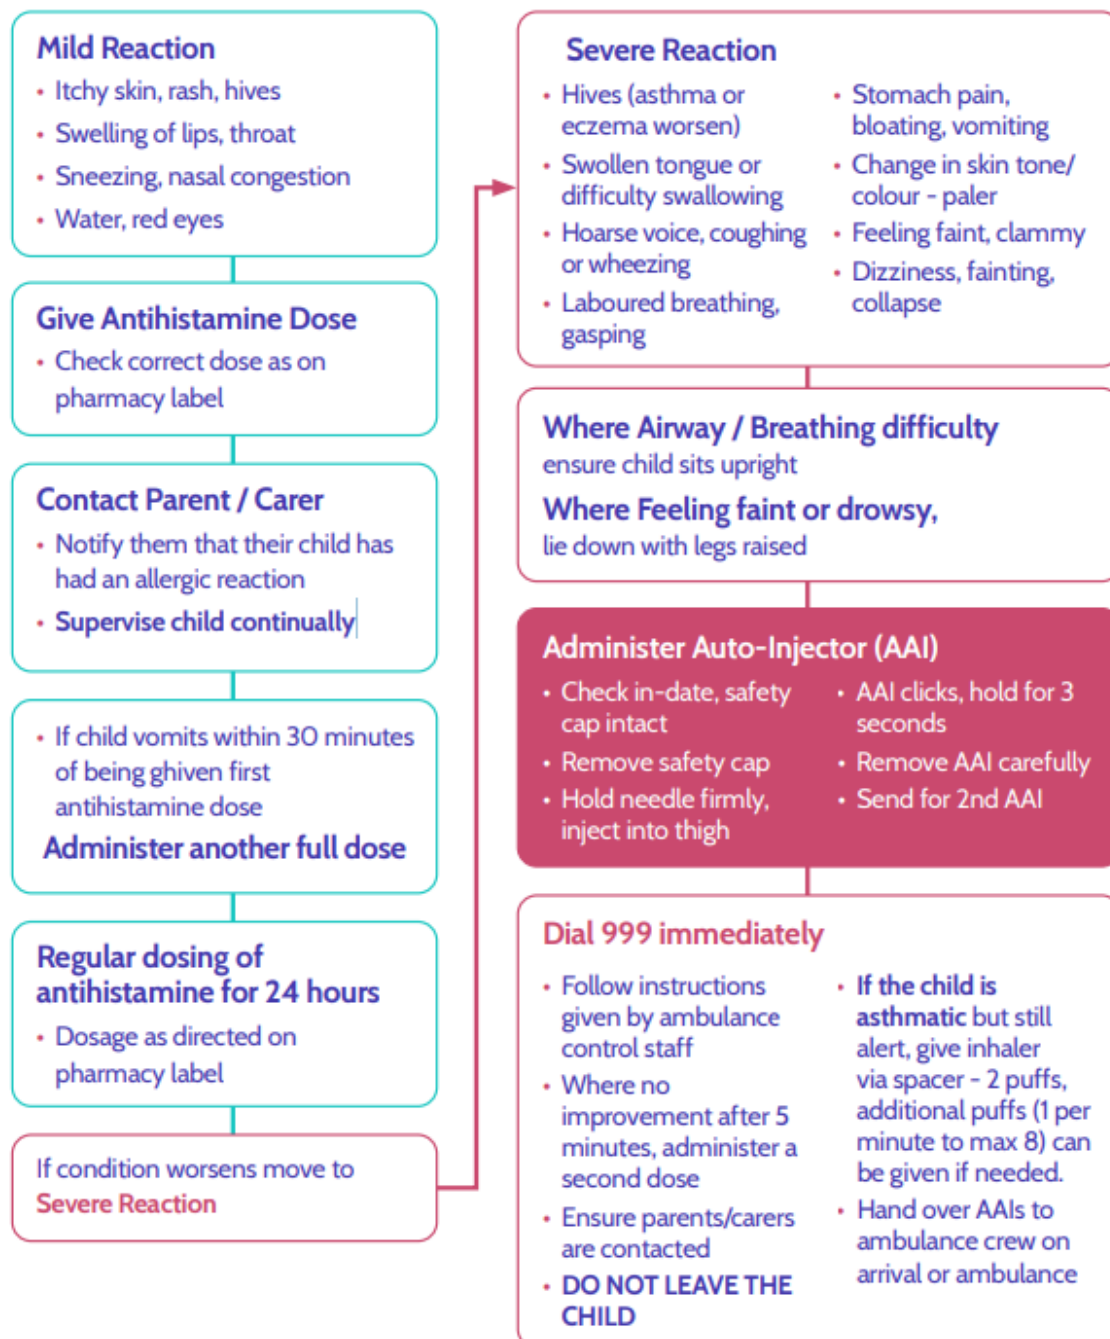 Mild Reaction
• Itchy skin, rash, hives
• Swelling of lips, throat
• Sneezing, nasal congestion
• Water, red eyes
Give Antihistamine Dose
• Check correct dose as on
pharmacy label
Contact Parent / Carer
• Notify them that their child has
had an allergic reaction
• Supervise child continually
• If child vomits within 30 minutes
of being ghiven first
antihistamine dose
Administer another full dose
Regular dosing of
antihistamine for 24 hours
• Dosage as directed on
pharmacy label
If condition worsens move to
Severe Reaction
Severe Reaction
• Hives (asthma or
eczema worsen)
• Swollen tongue or
difficulty swallowing
• Hoarse voice, coughing
or wheezing
• Laboured breathing,
gasping
• Stomach pain,
bloating, vomiting
• Change in skin tone/
colour - paler
• Feeling faint, clammy
• Dizziness, fainting,
collapse
Where Airway / Breathing difficulty
ensure child sits upright
Where Feeling faint or drowsy,
lie down with legs raised
Administer Auto-Injector (AAI)
• Check in-date, safety
cap intact
• Remove safety cap
• Hold needle firmly,
inject into thigh
• AAI clicks, hold for 3
seconds
• Remove AAI carefully
• Send for 2nd AAI
Dial 999 immediately
• Follow instructions
given by ambulance
control staff
• Where no
improvement after 5
minutes, administer a
second dose
• Ensure parents/carers
are contacted
• DO NOT LEAVE THE
CHILD
• If the child is
asthmatic but still
alert, give inhaler
via spacer - 2 puffs,
additional puffs (1 per
minute to max 8) can
be given if needed.
• Hand over AAIs to
ambulance crew on
arrival or ambulance